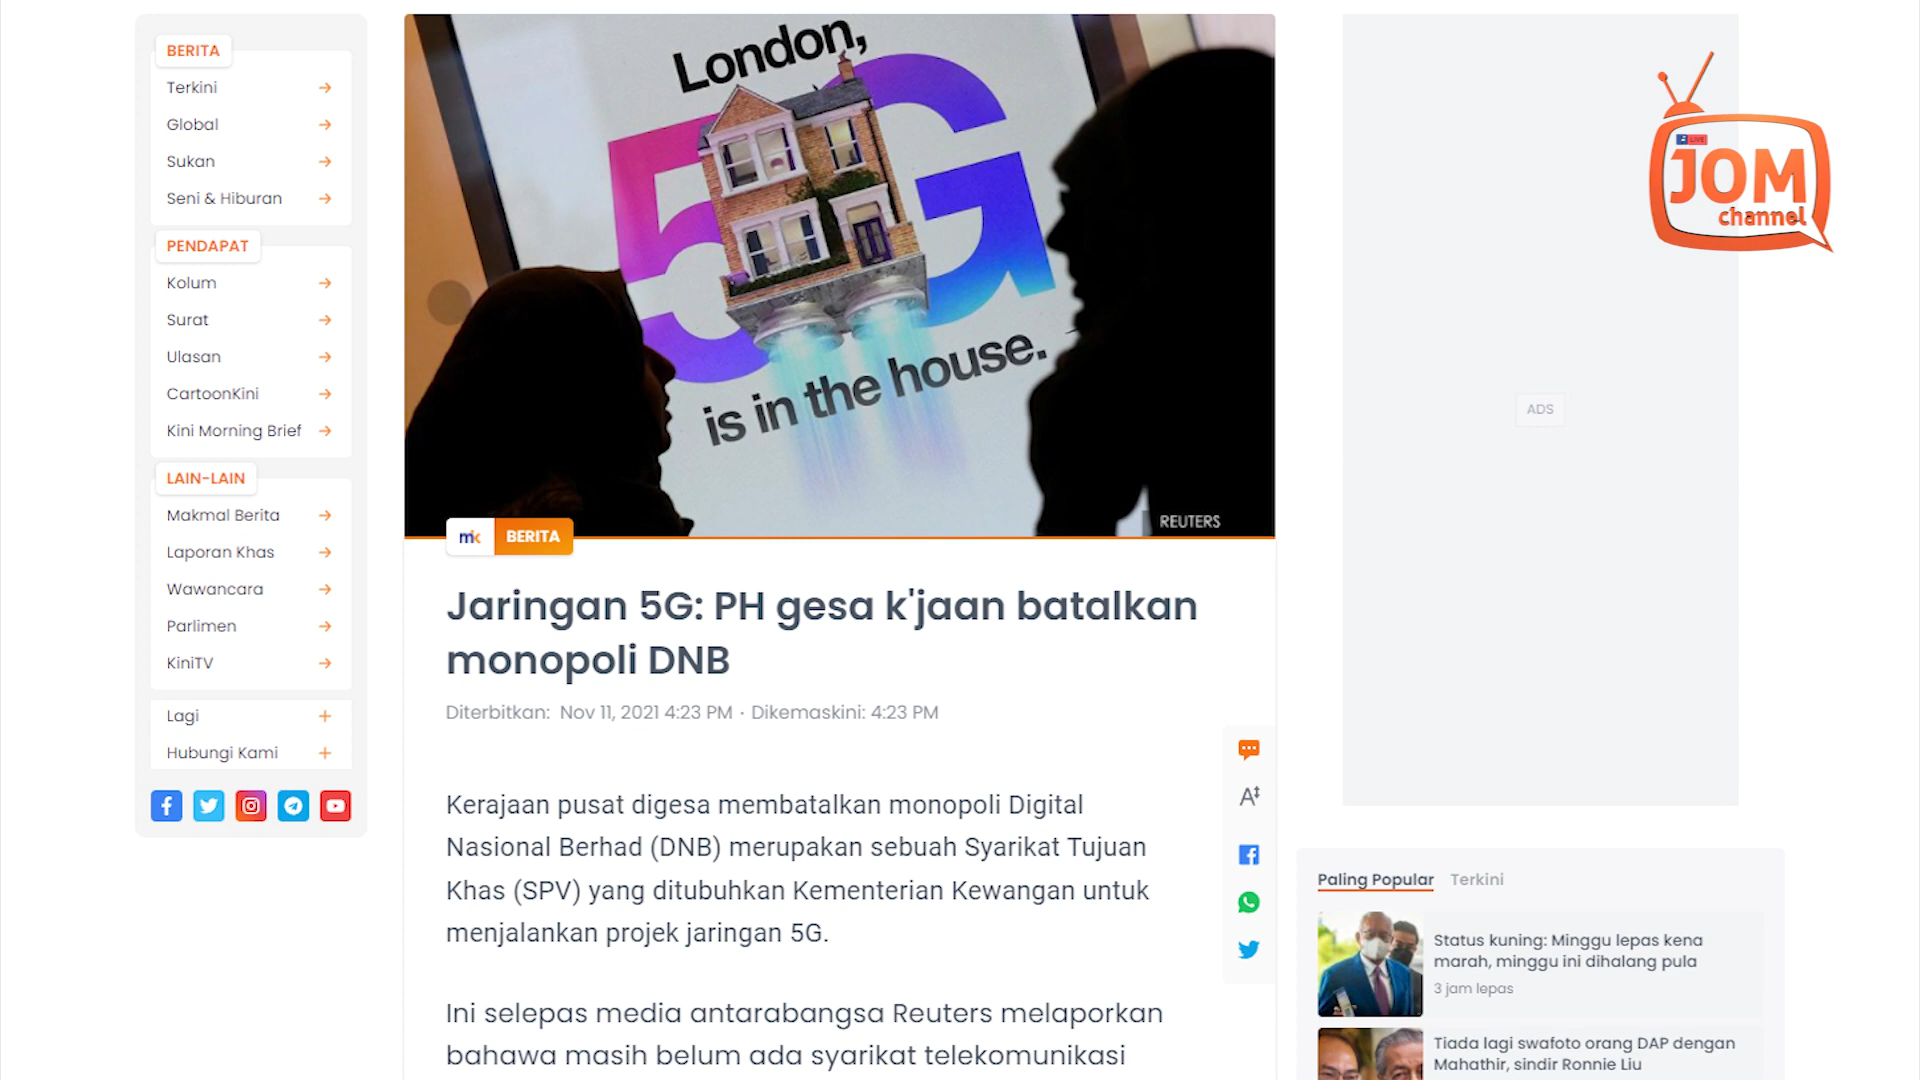 BERITA
Terkini
Global
Sukan
Seni & Hiburan
PENDAPAT
Kolum
Surat
Ulasan
CartoonKini
Kini Morning Brief
LAIN-LAIN
Makmal Berita
Laporan Khas
Wawancara
Parlimen
KiniTV
Lagi
Hubungi Kami
London,
5G
is in the house.
REUTERS
mk BERITA
Jaringan 5G: PH gesa k'jaan batalkan
monopoli DNB
Diterbitkan: Nov 11, 2021 4:23 PM · Dikemaskini: 4:23 PM
Kerajaan pusat digesa membatalkan monopoli Digital
Nasional Berhad (DNB) merupakan sebuah Syarikat Tujuan
Khas (SPV) yang ditubuhkan Kementerian Kewangan untuk
menjalankan projek jaringan 5G.
Ini selepas media antarabangsa Reuters melaporkan
bahawa masih belum ada syarikat telekomunikasi
LIVE
JOM
channel
ADS
Paling Popular Terkini
Status kuning: Minggu lepas kena
marah, minggu ini dihalang pula
3 jam lepas
Tiada lagi swafoto orang DAP dengan
Mahathir, sindir Ronnie Liu